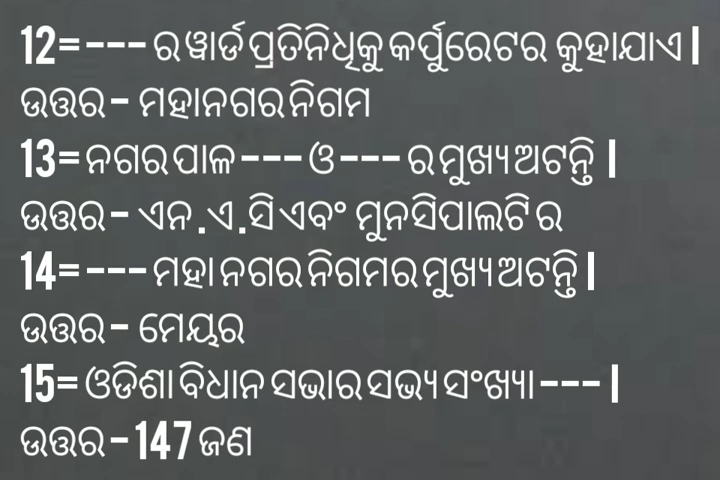 12=--- ର ୱାର୍ଡ ପ୍ରତିନିଧିକୁ କର୍ପୁରେଟର କୁହାଯାଏ |
ଉତ୍ତର - ମହାନଗର ନିଗମ
13= ନଗରପାଳ --- ଓ --- ର ମୁଖ୍ୟ ଅଟନ୍ତି |
ଉତ୍ତର - ଏନ.ଏ.ସି ଏବଂ ମୁନସିପାଲଟି ର
14= --- ମହା ନଗର ନିଗମର ମୁଖ୍ୟ ଅଟନ୍ତି |
ଉତ୍ତର - ମେୟର
15= ଓଡିଶା ବିଧାନ ସଭାର ସଭ୍ୟ ସଂଖ୍ୟା --- |
ଉତ୍ତର - 147 ଜଣ